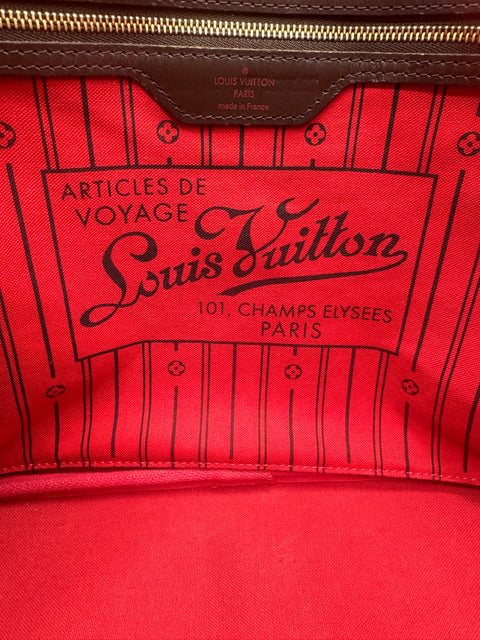 ®
LOUIS VUITTON
PARIS
made in France
ARTICLES DE
VOYAGE
Louis Vuitton
101, CHAMPS ELYSEES
PARIS